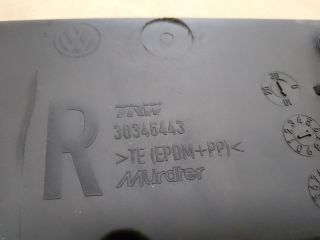 R
TRW
30346443
>TE (EPDM+PP)<
Mürdter